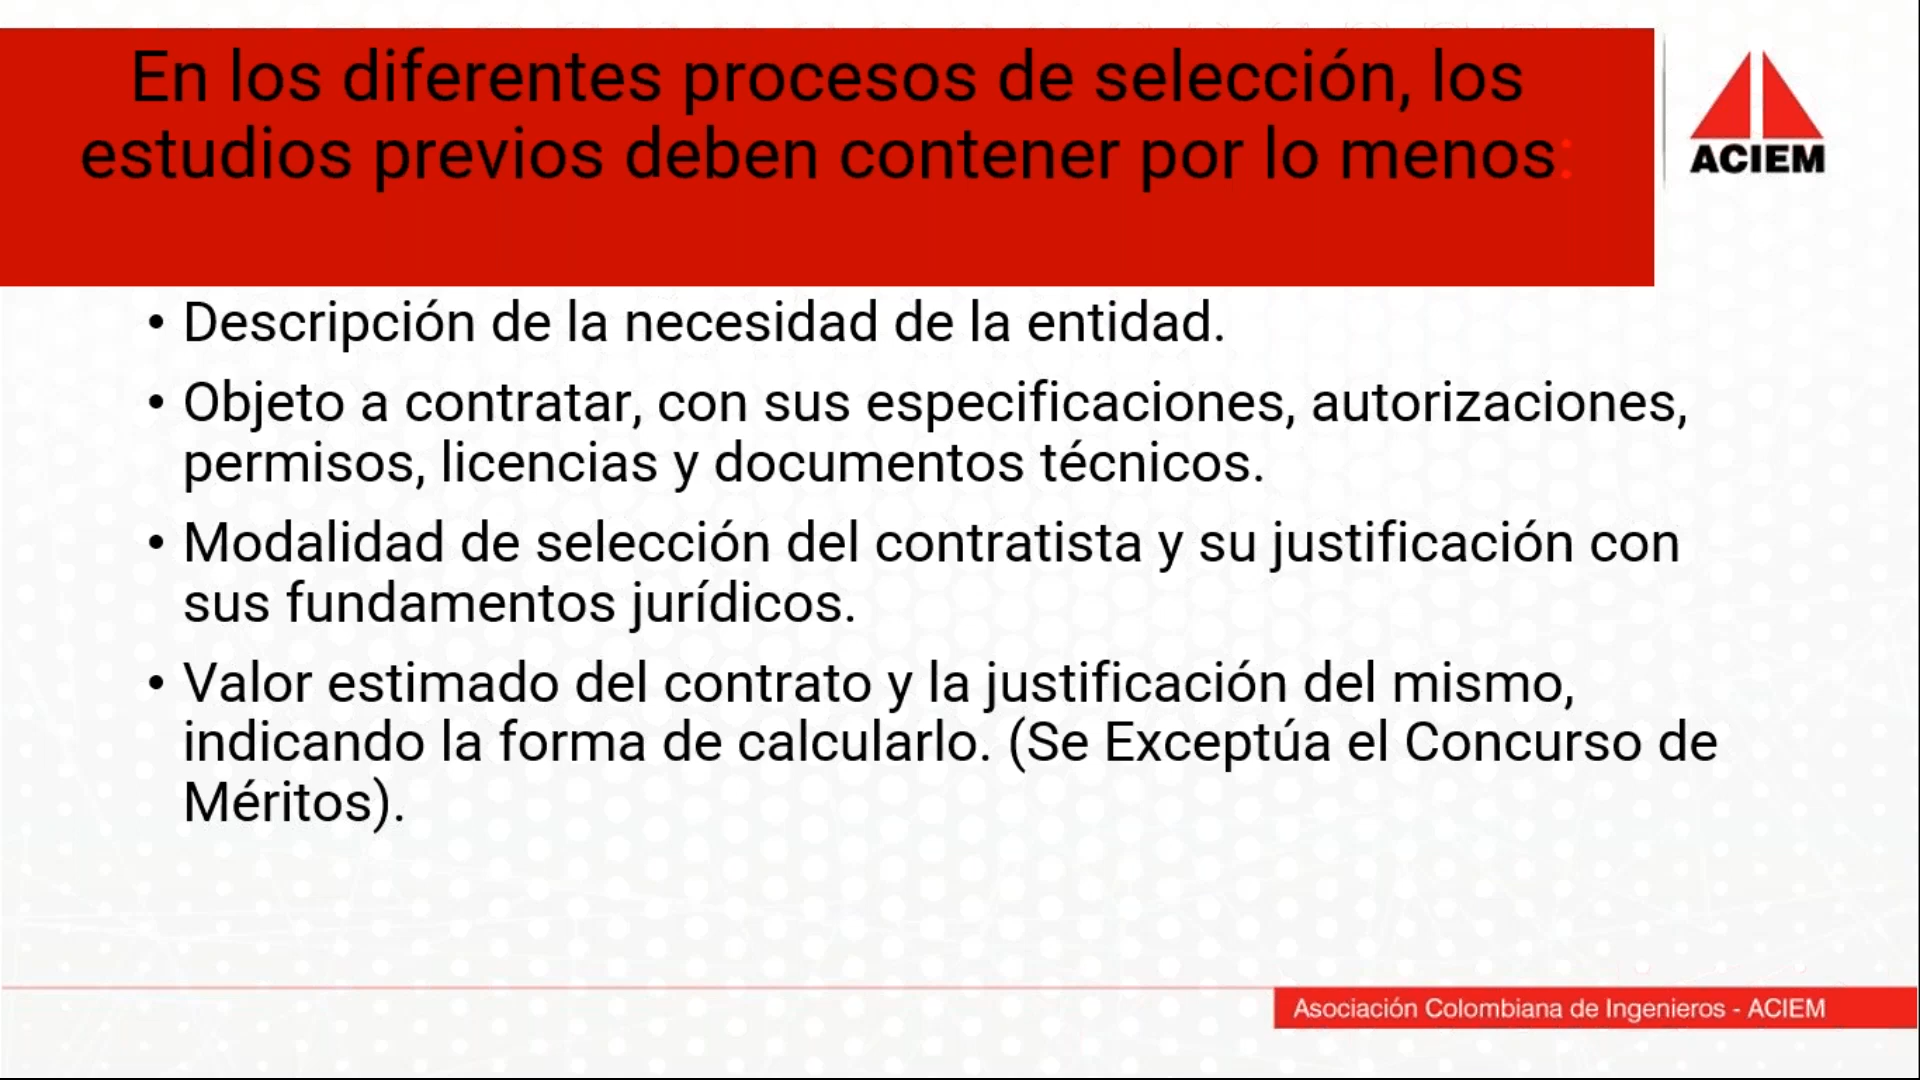 En los diferentes procesos de selección, los
estudios previos deben contener por lo menos:
ACIEM
• Descripción de la necesidad de la entidad.
• Objeto a contratar, con sus especificaciones, autorizaciones,
permisos, licencias y documentos técnicos.
• Modalidad de selección del contratista y su justificación con
sus fundamentos jurídicos.
• Valor estimado del contrato y la justificación del mismo,
indicando la forma de calcularlo. (Se Exceptúa el Concurso de
Méritos).
Asociación Colombiana de Ingenieros - ACIEM